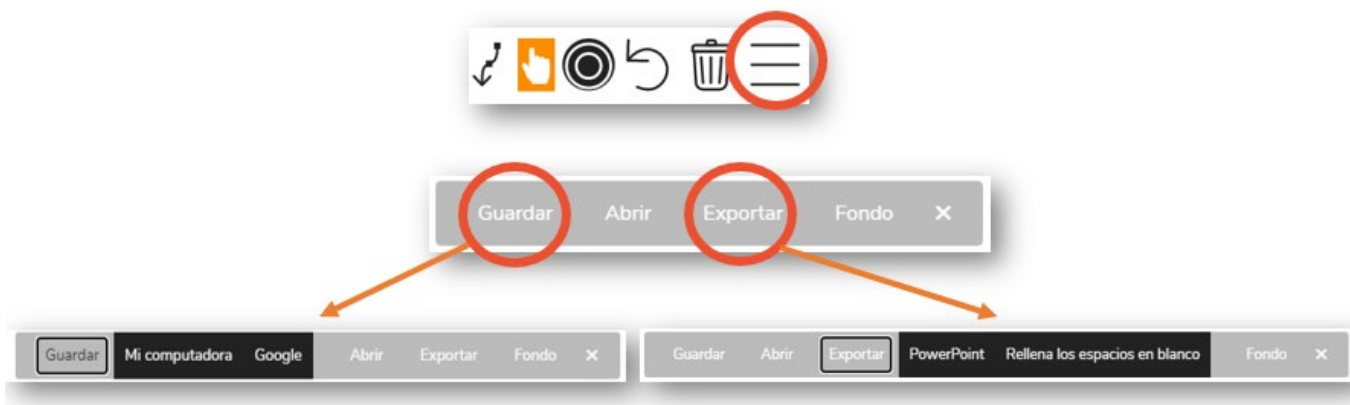 Guardar Abrir Exportar Fondo ×
Guardar Mi computadora Google Abrir Exportar Fondo ×
Guardar Abrir Exportar PowerPoint Rellena los espacios en blanco Fondo ×